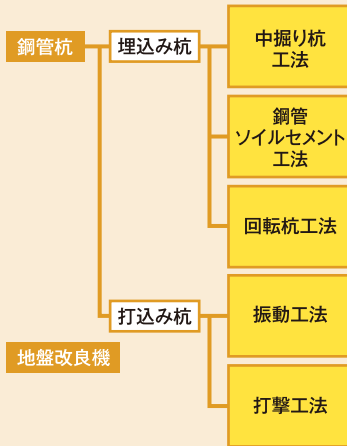 鋼管杭
埋込み杭
中掘り杭
工法
鋼管
ソイルセメント
工法
回転杭工法
打込み杭
振動工法
地盤改良機
打撃工法